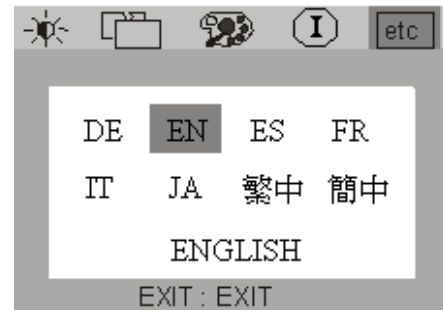 I etc
DE EN ES FR
IT JA 繁中 簡中
ENGLISH
EXIT : EXIT